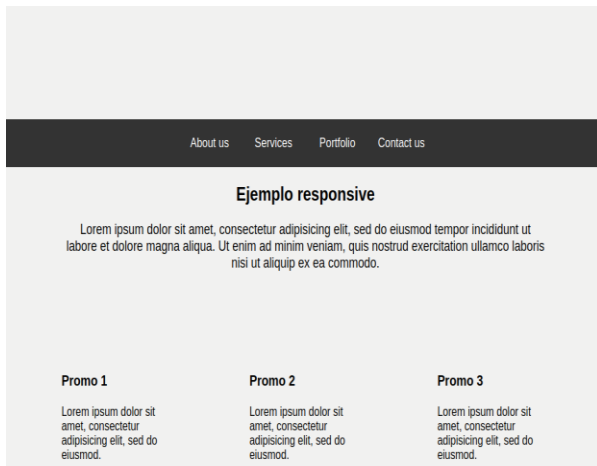 About us Services Portfolio Contact us
Ejemplo responsive
Lorem ipsum dolor sit amet, consectetur adipisicing elit, sed do eiusmod tempor incididunt ut
labore et dolore magna aliqua. Ut enim ad minim veniam, quis nostrud exercitation ullamco laboris
nisi ut aliquip ex ea commodo.
Promo 1
Lorem ipsum dolor sit
amet, consectetur
adipisicing elit, sed do
eiusmod.
Promo 2
Lorem ipsum dolor sit
amet, consectetur
adipisicing elit, sed do
eiusmod.
Promo 3
Lorem ipsum dolor sit
amet, consectetur
adipisicing elit, sed do
eiusmod.